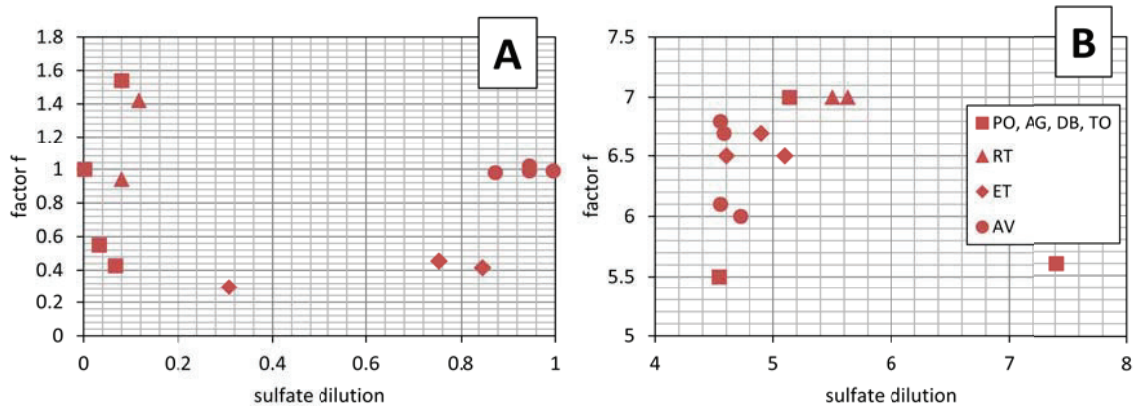 A
1.8
1.6
1.4
1.2
1
0.8
0.6
0.4
0.2
0
factor f
0 0.2 0.4 0.6 0.8 1
sulfate dilution
B
7.5
7
6.5
6
5.5
5
factor f
PO, AG, DB, TO
RT
ET
AV
4 5 6 7 8
sulfate dilution